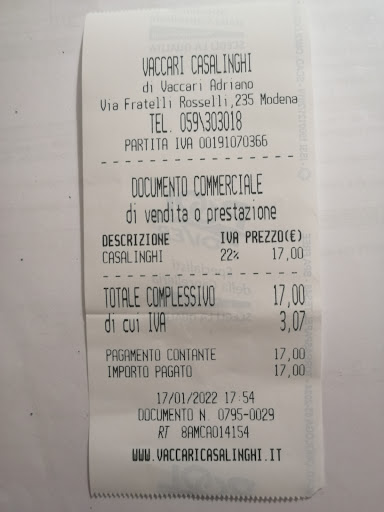 VACCARI CASALINGHI
di Vaccari Adriano
Via Fratelli Rosselli,235 Modena
TEL. 059\303018
PARTITA IVA 00191070366
DOCUMENTO COMMERCIALE
di vendita o prestazione
DESCRIZIONE IVA PREZZO(€)
CASALINGHI 22% 17,00
TOTALE COMPLESSIVO 17,00
di cui IVA 3,07
PAGAMENTO CONTANTE 17,00
IMPORTO PAGATO 17,00
17/01/2022 17:54
DOCUMENTO N 0795-0029
RT 8AMCA014154
WWW.VACCARICASALINGHI.IT